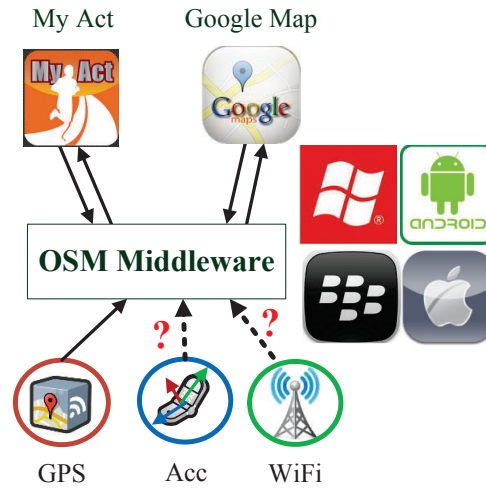 My Act
Google Map
My Act
Google
maps
®
ANDROID
OSM Middleware
?
?
GPS
Acc
WiFi